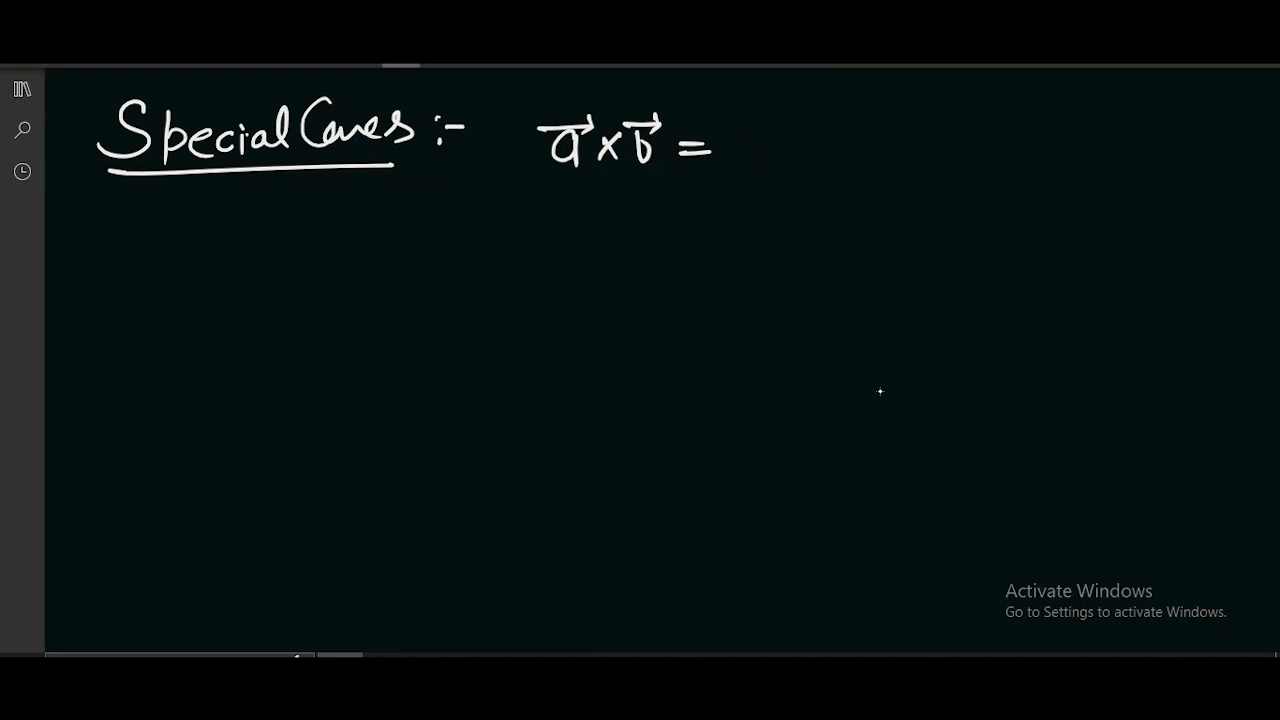 Special Cases :- a⃗ × b⃗ =
Activate Windows
Go to Settings to activate Windows.